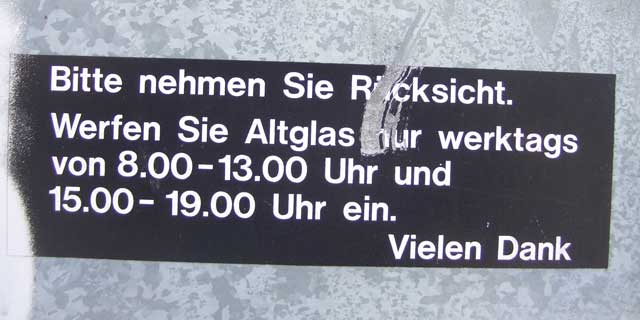 Bitte nehmen Sie Rücksicht.
Werfen Sie Altglas nur werktags
von 8.00-13.00 Uhr und
15.00-19.00 Uhr ein.
Vielen Dank